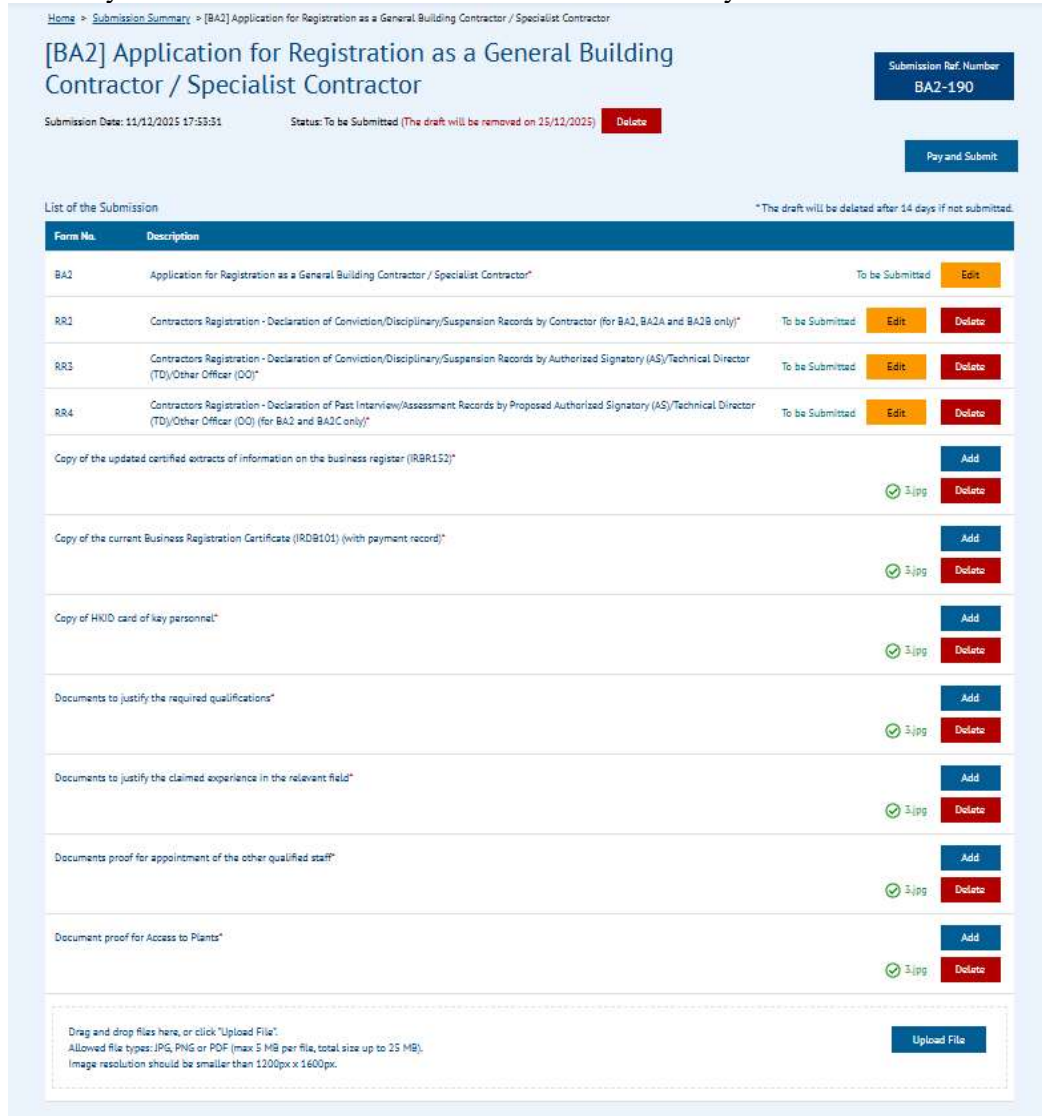 Home > Submission Summary > [BA2] Application for Registration as a General Building Contractor / Specialist Contractor
[BA2] Application for Registration as a General Building
Contractor / Specialist Contractor
Submission Ref. Number
BA2-190
Submission Date: 11/12/2025 17:53:31 Status: To be Submitted (The draft will be removed on 25/12/2025) Delete
Pay and Submit
List of the Submission *The draft will be deleted after 14 days if not submitted.
Form No. Description
BA2 Application for Registration as a General Building Contractor / Specialist Contractor* To be Submitted Edit
RR2 Contractors Registration - Declaration of Conviction/Disciplinary/Suspension Records by Contractor (for BA2, BA2A and BA2B only)* To be Submitted Edit Delete
RR3 Contractors Registration - Declaration of Conviction/Disciplinary/Suspension Records by Authorized Signatory (AS)/Technical Director
(TD)/Other Officer (OO)* To be Submitted Edit Delete
RR4 Contractors Registration - Declaration of Past Interview/Assessment Records by Proposed Authorized Signatory (AS)/Technical Director
(TD)/Other Officer (OO) (for BA2 and BA2C only)* To be Submitted Edit Delete
Copy of the updated certified extracts of information on the business register (IRBR152)* Add
3.jpg Delete
Copy of the current Business Registration Certificate (IRDB101) (with payment record)* Add
3.jpg Delete
Copy of HKID card of key personnel* Add
3.jpg Delete
Documents to justify the required qualifications* Add
3.jpg Delete
Documents to justify the claimed experience in the relevant field* Add
3.jpg Delete
Documents proof for appointment of the other qualified staff* Add
3.jpg Delete
Document proof for Access to Plants* Add
3.jpg Delete
Drag and drop files here, or click "Upload File".
Allowed file types: JPG, PNG or PDF (max 5 MB per file, total size up to 25 MB).
Image resolution should be smaller than 1200px x 1600px.
Upload File